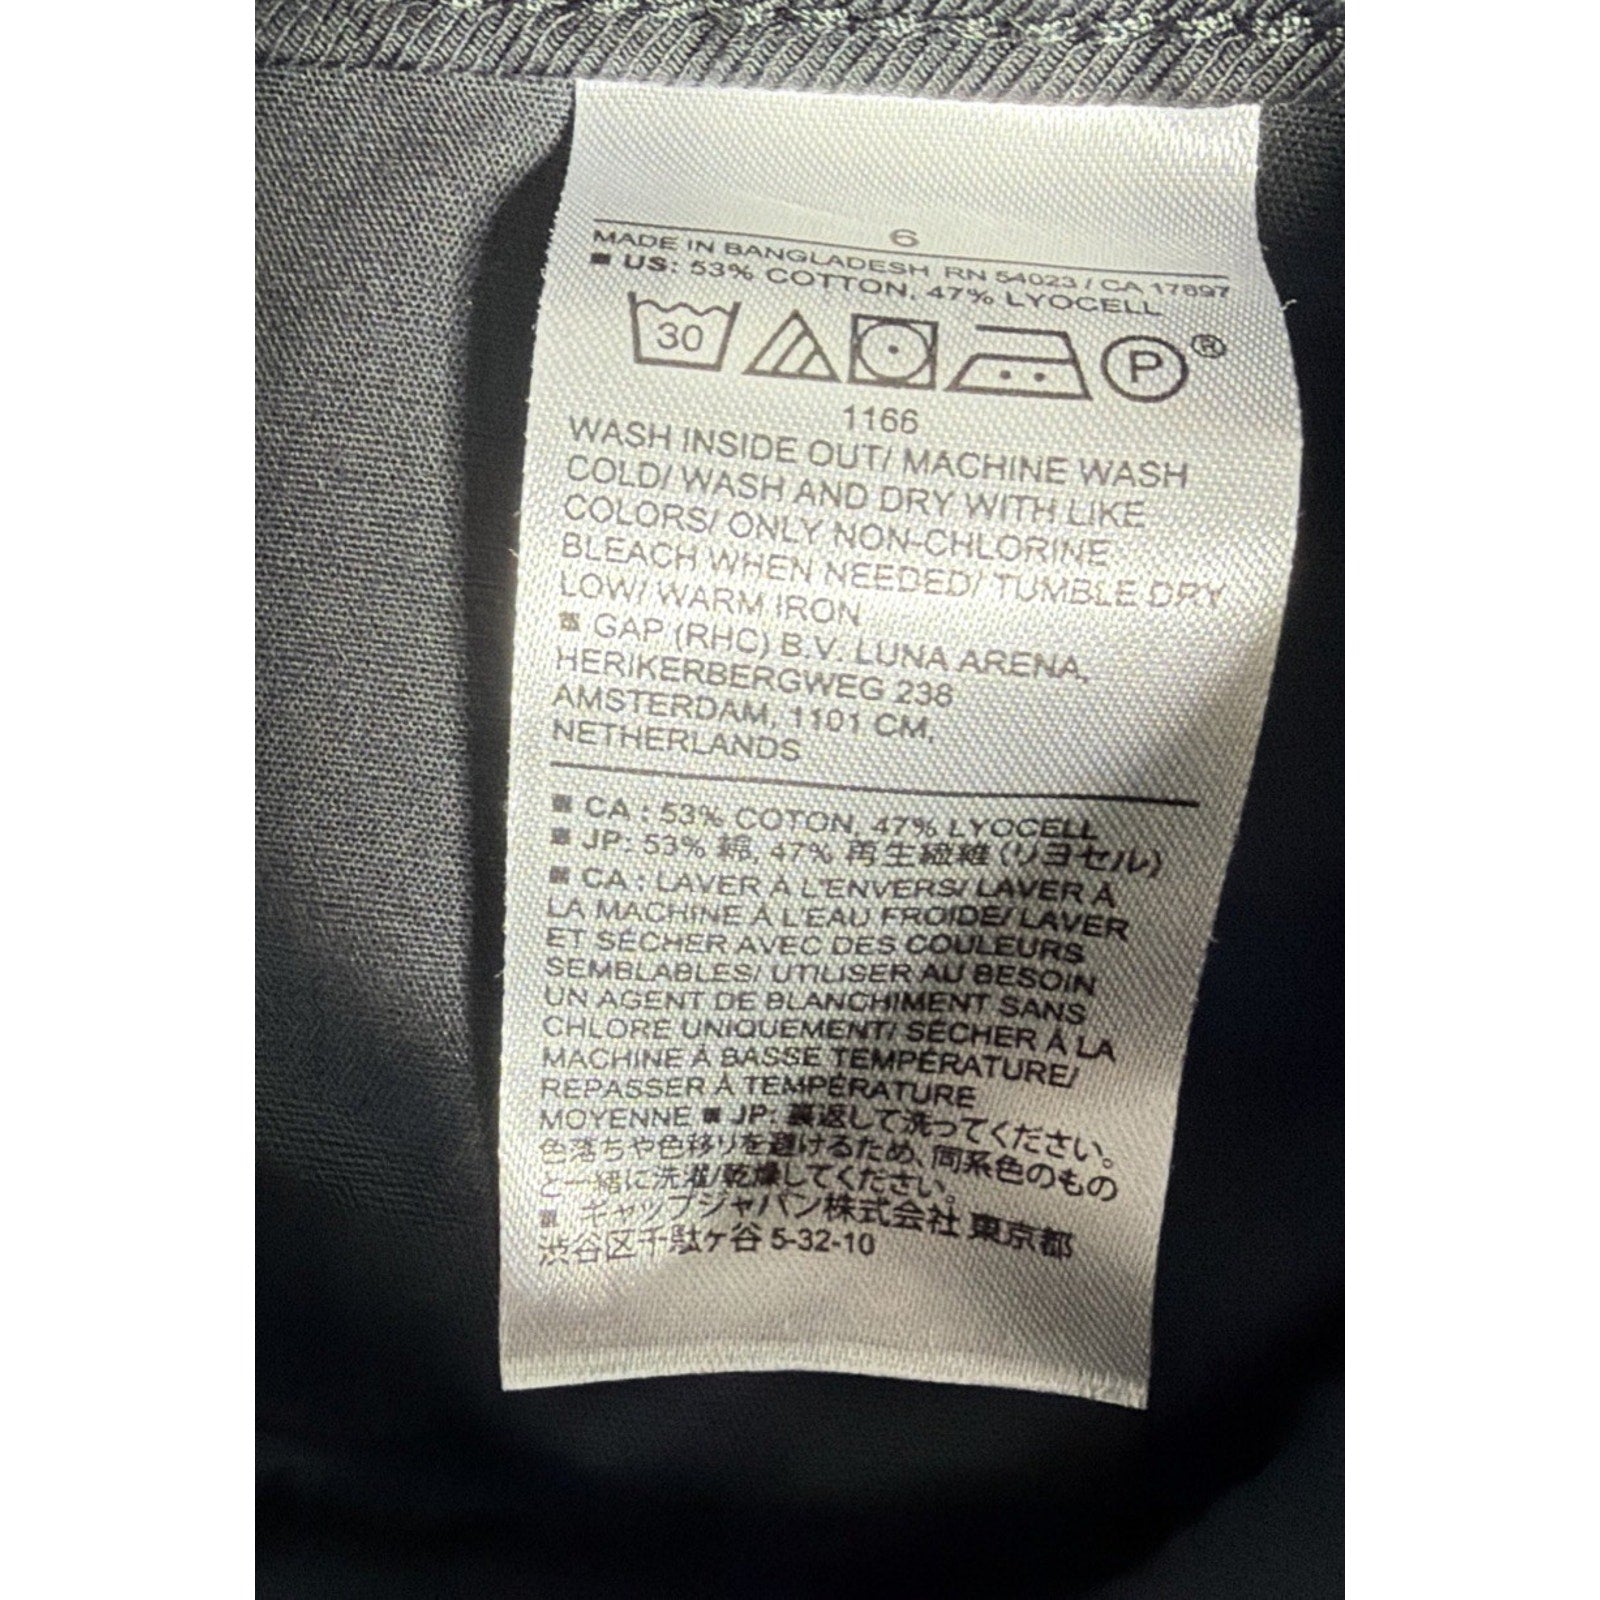 6
MADE IN BANGLADESH RN 54023 / CA 17897
■ US: 53% COTTON, 47% LYOCELL
30 P ®
1166
WASH INSIDE OUT/ MACHINE WASH
COLD/ WASH AND DRY WITH LIKE
COLORS/ ONLY NON-CHLORINE
BLEACH WHEN NEEDED/ TUMBLE DRY
LOW/ WARM IRON
■ GAP (RHC) B.V. LUNA ARENA,
HERIKERBERGWEG 238
AMSTERDAM, 1101 CM,
NETHERLANDS
■ CA : 53% COTON, 47% LYOCELL
■ JP: 53% 綿, 47% 再生繊維 (リヨセル)
■ CA : LAVER À L'ENVERS/ LAVER À
LA MACHINE À L'EAU FROIDE/ LAVER
ET SÉCHER AVEC DES COULEURS
SEMBLABLES/ UTILISER AU BESOIN
UN AGENT DE BLANCHIMENT SANS
CHLORE UNIQUEMENT/ SÉCHER À LA
MACHINE À BASSE TEMPÉRATURE/
REPASSER À TEMPÉRATURE
MOYENNE ■ JP: 裏返して洗ってください。
色落ちや色移りを避けるため、同系色のもの
と一緒に洗濯/乾燥してください。
■ ギャップジャパン株式会社 東京都
渋谷区千駄ヶ谷 5-32-10